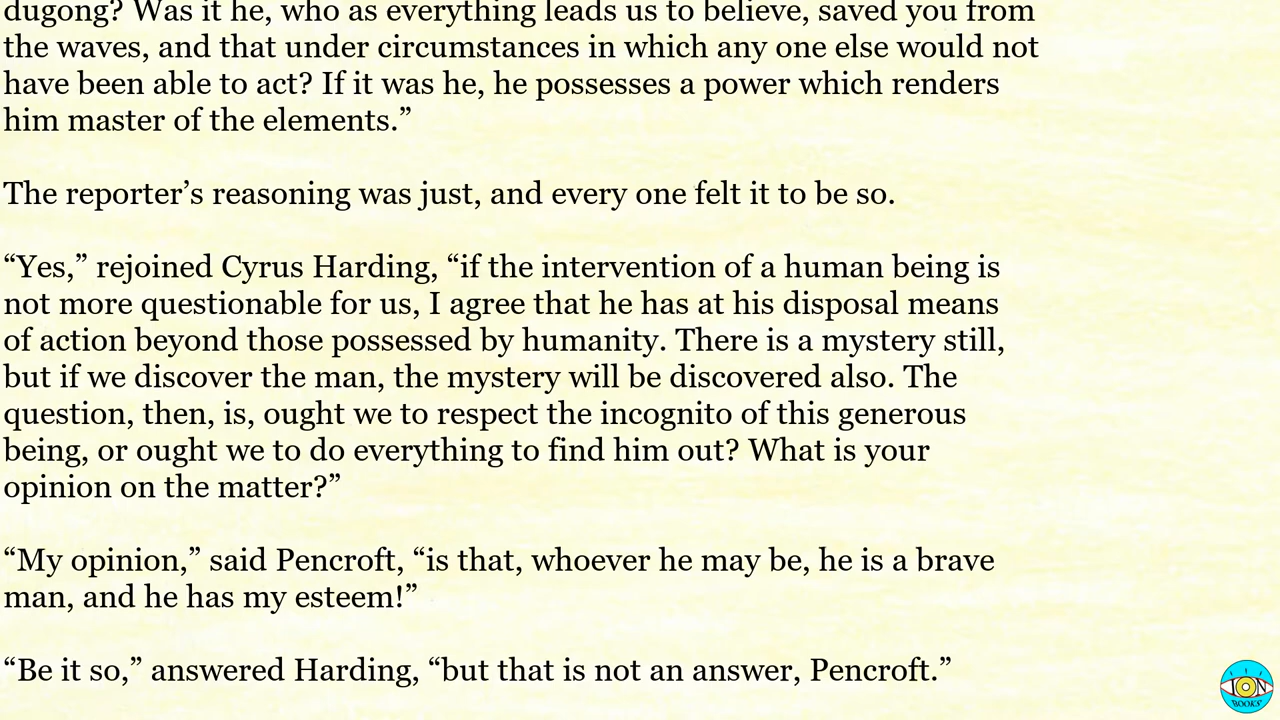 dugong? Was it he, who as everything leads us to believe, saved you from
the waves, and that under circumstances in which any one else would not
have been able to act? If it was he, he possesses a power which renders
him master of the elements.”
The reporter’s reasoning was just, and every one felt it to be so.
“Yes,” rejoined Cyrus Harding, “if the intervention of a human being is
not more questionable for us, I agree that he has at his disposal means
of action beyond those possessed by humanity. There is a mystery still,
but if we discover the man, the mystery will be discovered also. The
question, then, is, ought we to respect the incognito of this generous
being, or ought we to do everything to find him out? What is your
opinion on the matter?”
“My opinion,” said Pencroft, “is that, whoever he may be, he is a brave
man, and he has my esteem!”
“Be it so,” answered Harding, “but that is not an answer, Pencroft.”
ION
BOOKS